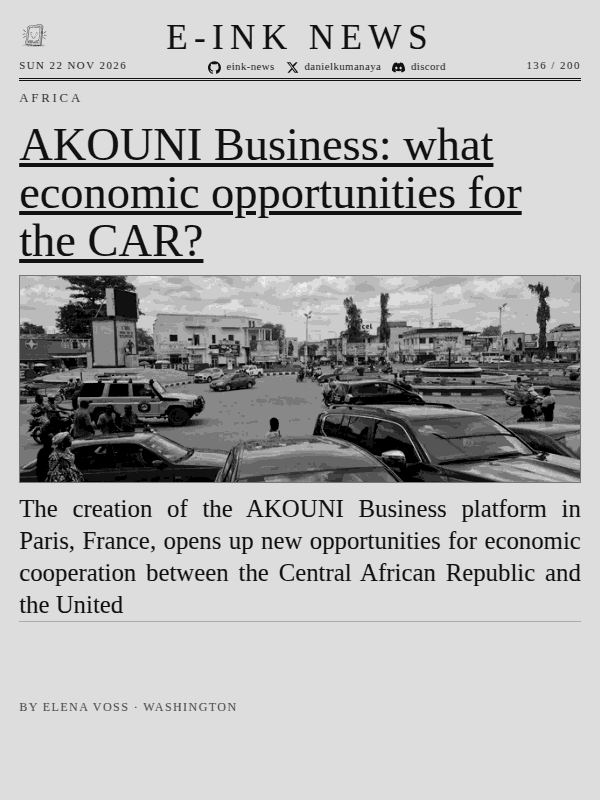 E-INK NEWS
SUN 22 NOV 2026
eink-news danielkumanaya discord
136 / 200
AFRICA
AKOUNI Business: what
economic opportunities for
the CAR?
The creation of the AKOUNI Business platform in
Paris, France, opens up new opportunities for economic
cooperation between the Central African Republic and
the United
BY ELENA VOSS · WASHINGTON